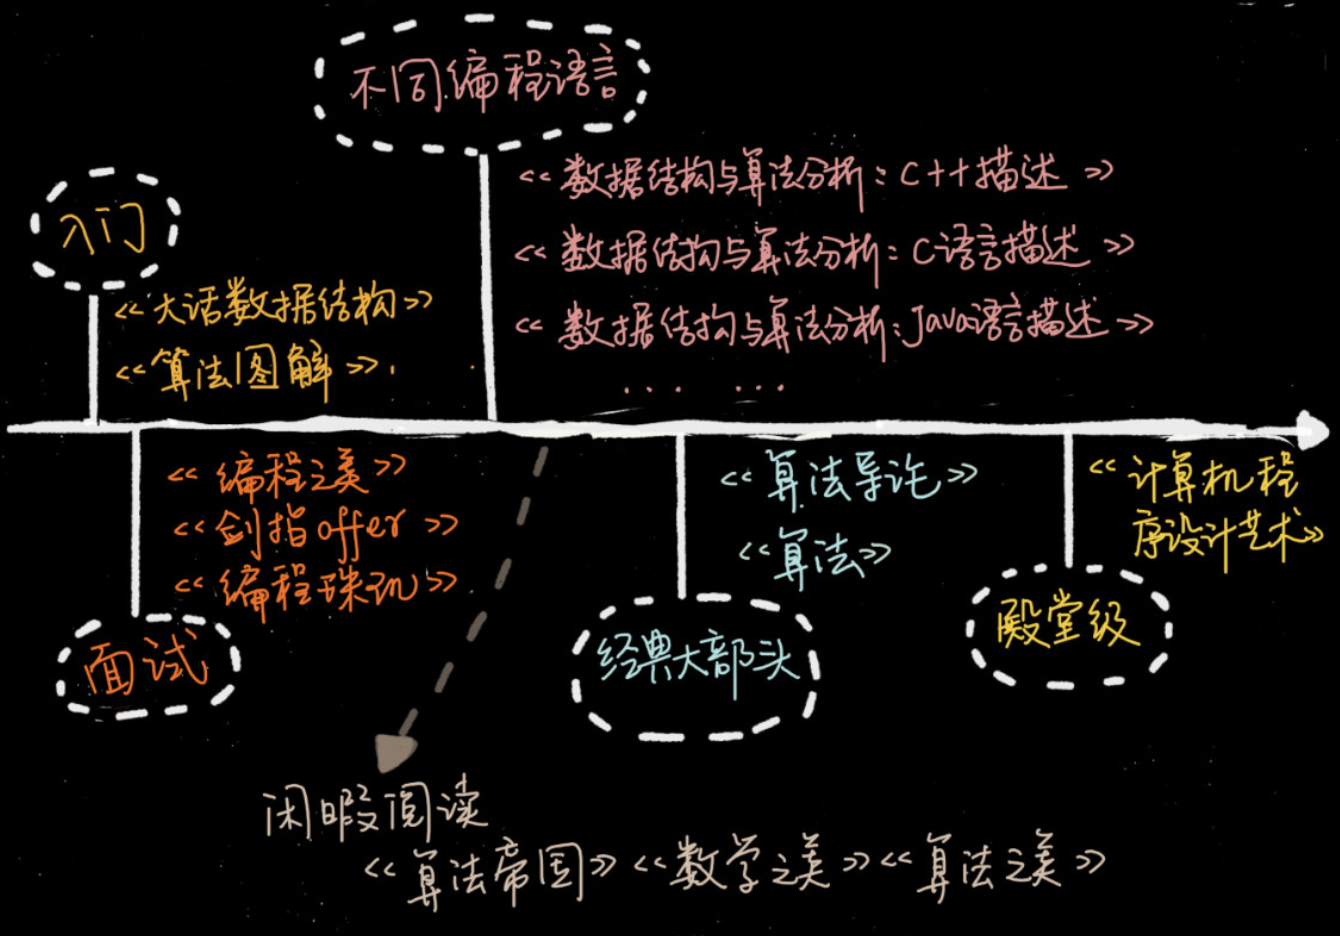 不同编程语言
<< 数据结构与算法分析：C++描述 >>
<< 数据结构与算法分析：C语言描述 >>
<< 数据结构与算法分析：Java语言描述 >>
... ...
入门
<<大话数据结构>>
<<算法图解>>.
<<编程之美>>
<<剑指offer>>
<<编程珠玑>>
面试
<<算法导论>>
<<算法>>
经典大部头
<<计算机程
序设计艺术>>
殿堂级
闲暇阅读
<<算法帝国>> <<数学之美>> <<算法之美>>